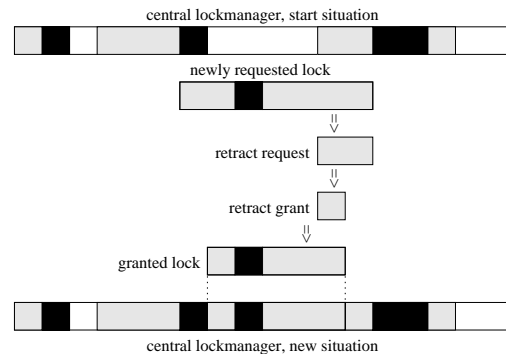 central lockmanager, start situation
newly requested lock
retract request
retract grant
granted lock
central lockmanager, new situation